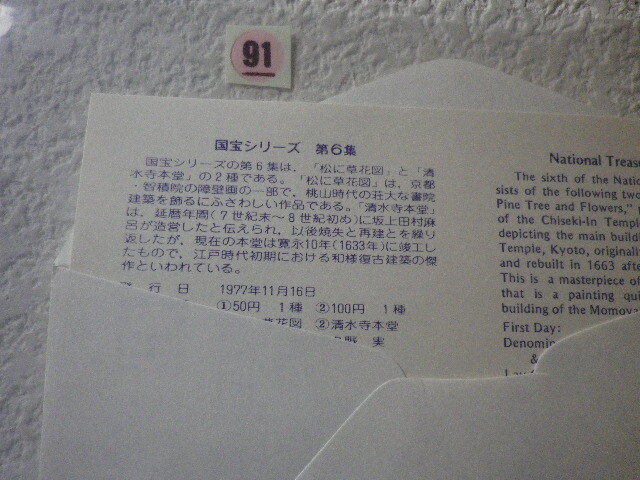 91
国宝シリーズ 第6集
国宝シリーズの第6集は、「松に草花図」と「清
水寺本堂」の2種である。「松に草花図」は、京都
・智積院の障壁画の一部で、桃山時代の荘大な書院
建築を飾るにふさわしい作品である。「清水寺本堂」
は、延暦年間(7世紀末〜8世紀初め)に坂上田村麻
呂が造営したと伝えられ、以後焼失と再建とを繰り
返したが、現在の本堂は寛永10年(1633年)に竣工し
たもので、江戸時代初期における和様復古建築の傑
作といわれている。
行 日 1977年11月16日
①50円 1種 ②100円 1種
草花図 ②清水寺本堂
野 実
National Treasu
The sixth of the Natio
sists of the following two
Pine Tree and Flowers,"
of the Chiseki-In Templ
depicting the main buildi
Temple, Kyoto, originall
and rebuilt in 1663 afte
This is a masterpiece of
that is a painting qui
building of the Momoya
First Day:
Denomin
&